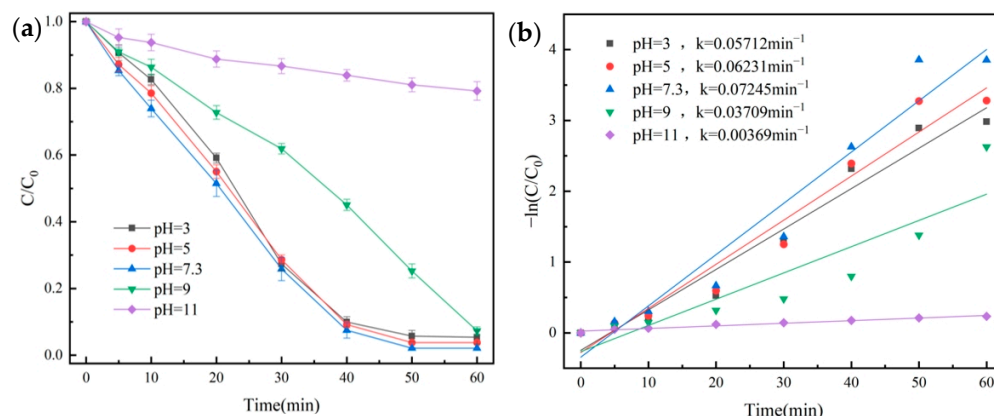 (a)
1.0
0.8
0.6
0.4
0.2
0.0
C/C₀
pH=3
pH=5
pH=7.3
pH=9
pH=11
0 10 20 30 40 50 60
Time(min)
(b)
4
3
2
1
0
−ln(C/C₀)
pH=3 , k=0.05712min⁻¹
pH=5 , k=0.06231min⁻¹
pH=7.3 , k=0.07245min⁻¹
pH=9 , k=0.03709min⁻¹
pH=11 , k=0.00369min⁻¹
0 10 20 30 40 50 60
Time(min)